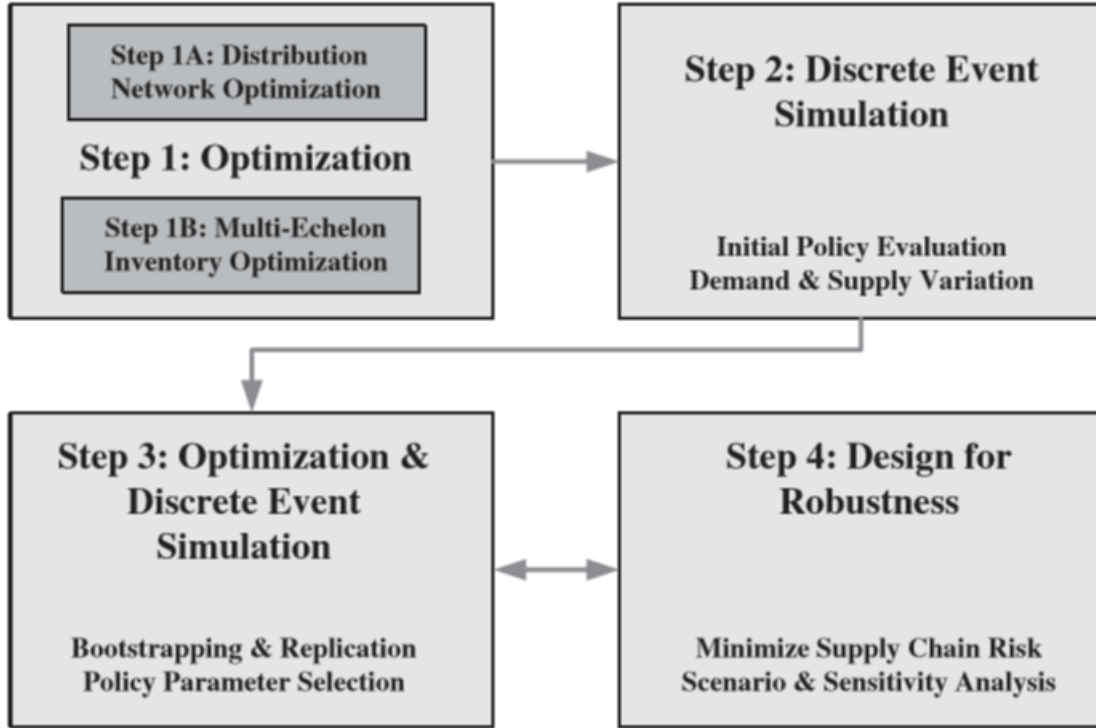 Step 1A: Distribution
Network Optimization
Step 1: Optimization
Step 1B: Multi-Echelon
Inventory Optimization
Step 2: Discrete Event
Simulation
Initial Policy Evaluation
Demand & Supply Variation
Step 3: Optimization &
Discrete Event
Simulation
Bootstrapping & Replication
Policy Parameter Selection
Step 4: Design for
Robustness
Minimize Supply Chain Risk
Scenario & Sensitivity Analysis